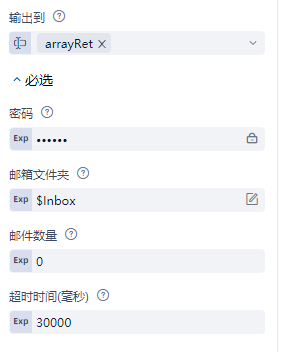 输出到
arrayRet
必选
密码
Exp ••••••
邮箱文件夹
Exp $Inbox
邮件数量
Exp 0
超时时间(毫秒)
Exp 30000